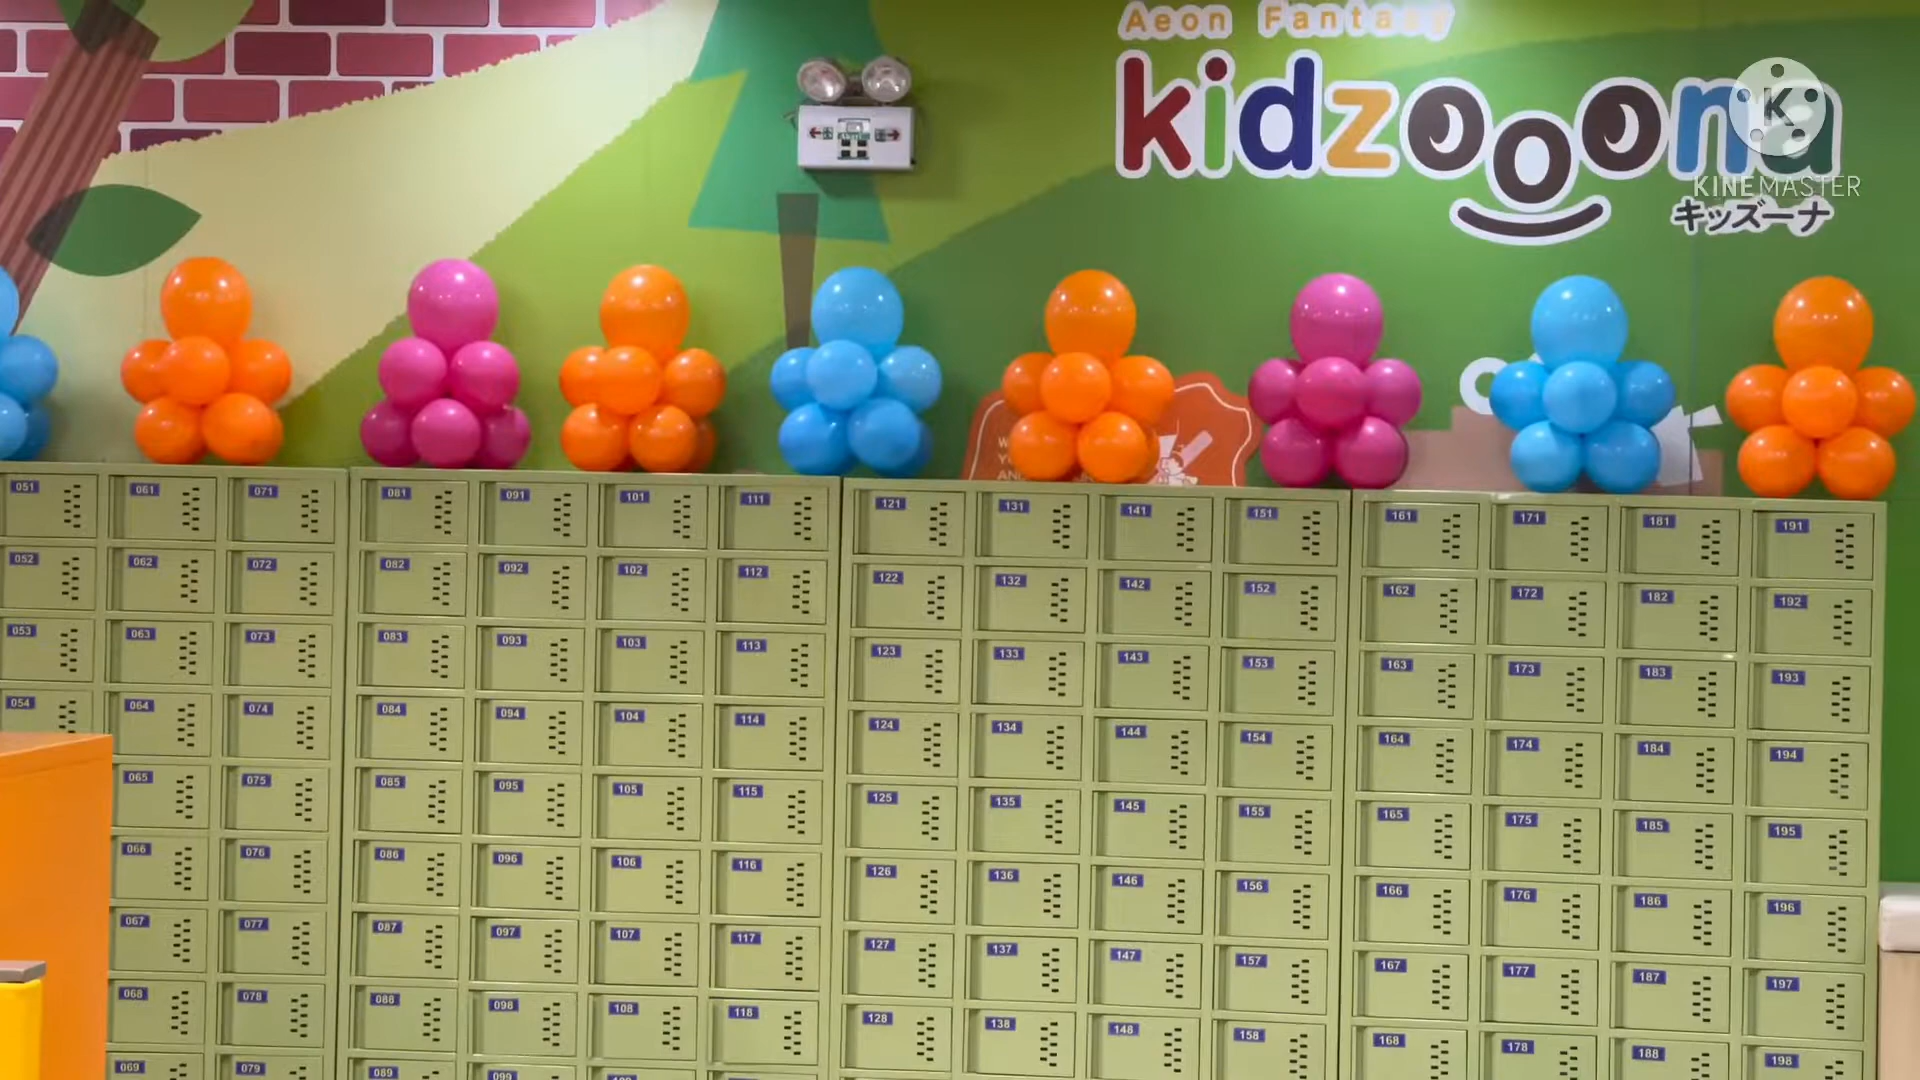 Aeon Fantasy
kidzooona
K
KINEMASTER
キッズーナ
051 061 071 081 091 101 111 121 131 141 151 161 171 181 191
052 062 072 082 092 102 112 122 132 142 152 162 172 182 192
053 063 073 083 093 103 113 123 133 143 153 163 173 183 193
054 064 074 084 094 104 114 124 134 144 154 164 174 184 194
065 075 085 095 105 115 125 135 145 155 165 175 185 195
066 076 086 096 106 116 126 136 146 156 166 176 186 196
067 077 087 097 107 117 127 137 147 157 167 177 187 197
068 078 088 098 108 118 128 138 148 158 168 178 188 198
069 079 089 099